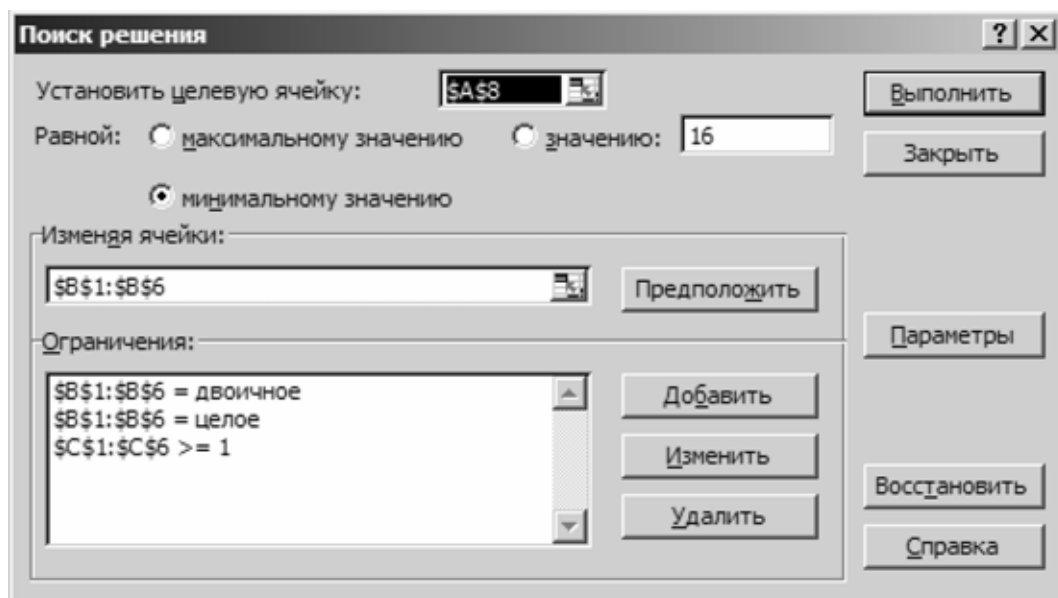 Поиск решения
Установить целевую ячейку: $A$8
Выполнить
Равной: максимальному значению значению: 16
Закрыть
минимальному значению
Изменяя ячейки:
$B$1:$B$6 Предположить
Параметры
Ограничения:
$B$1:$B$6 = двоичное
Добавить
$B$1:$B$6 = целое
$C$1:$C$6 >= 1
Изменить
Восстановить
Удалить
Справка